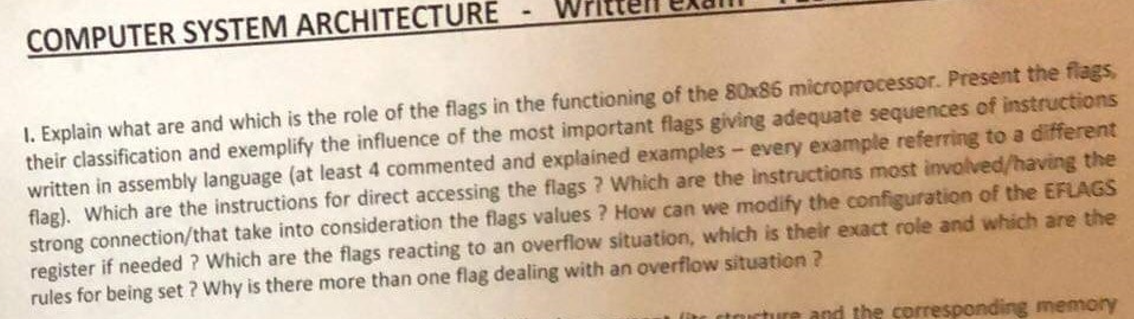 COMPUTER SYSTEM ARCHITECTURE - Written
I. Explain what are and which is the role of the flags in the functioning of the 80x86 microprocessor. Present the flags,
their classification and exemplify the influence of the most important flags giving adequate sequences of instructions
written in assembly language (at least 4 commented and explained examples – every example referring to a different
flag). Which are the instructions for direct accessing the flags ? Which are the instructions most involved/having the
strong connection/that take into consideration the flags values ? How can we modify the configuration of the EFLAGS
register if needed ? Which are the flags reacting to an overflow situation, which is their exact role and which are the
rules for being set ? Why is there more than one flag dealing with an overflow situation ?
structure and the corresponding memory